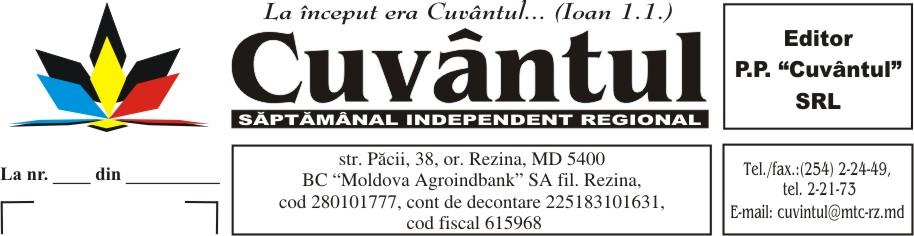 La început era Cuvântul... (Ioan 1.1.)
Cuvântul
SĂPTĂMÂNAL INDEPENDENT REGIONAL
Editor
P.P. “Cuvântul”
SRL
La nr. ____ din __________
str. Păcii, 38, or. Rezina, MD 5400
BC “Moldova Agroindbank” SA fil. Rezina,
cod 280101777, cont de decontare 225183101631,
cod fiscal 615968
Tel./fax.:(254) 2-24-49,
tel. 2-21-73
E-mail: cuvintul@mtc-rz.md